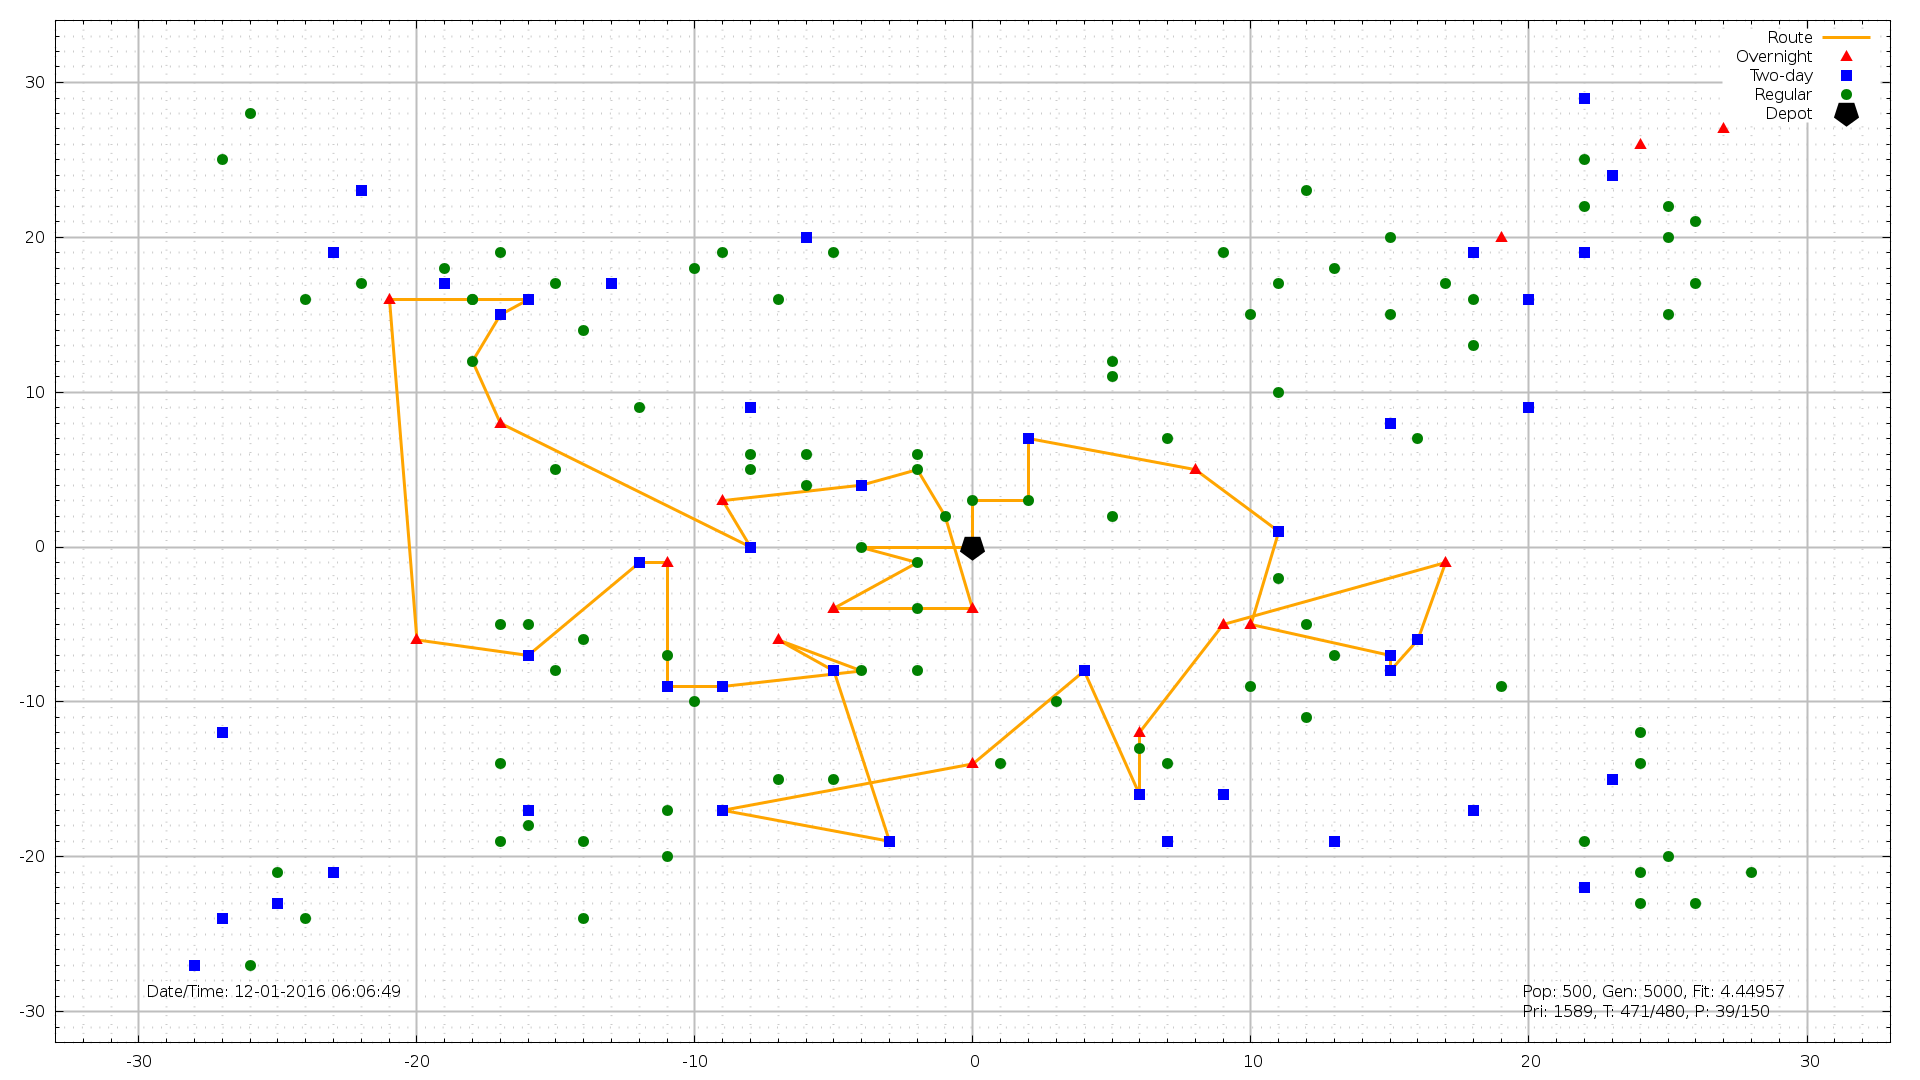 Route
Overnight
Two-day
Regular
Depot
30
20
10
0
-10
-20
-30
Date/Time: 12-01-2016 06:06:49
Pop: 500, Gen: 5000, Fit: 4.44957
Pri: 1589, T: 471/480, P: 39/150
-30 -20 -10 0 10 20 30